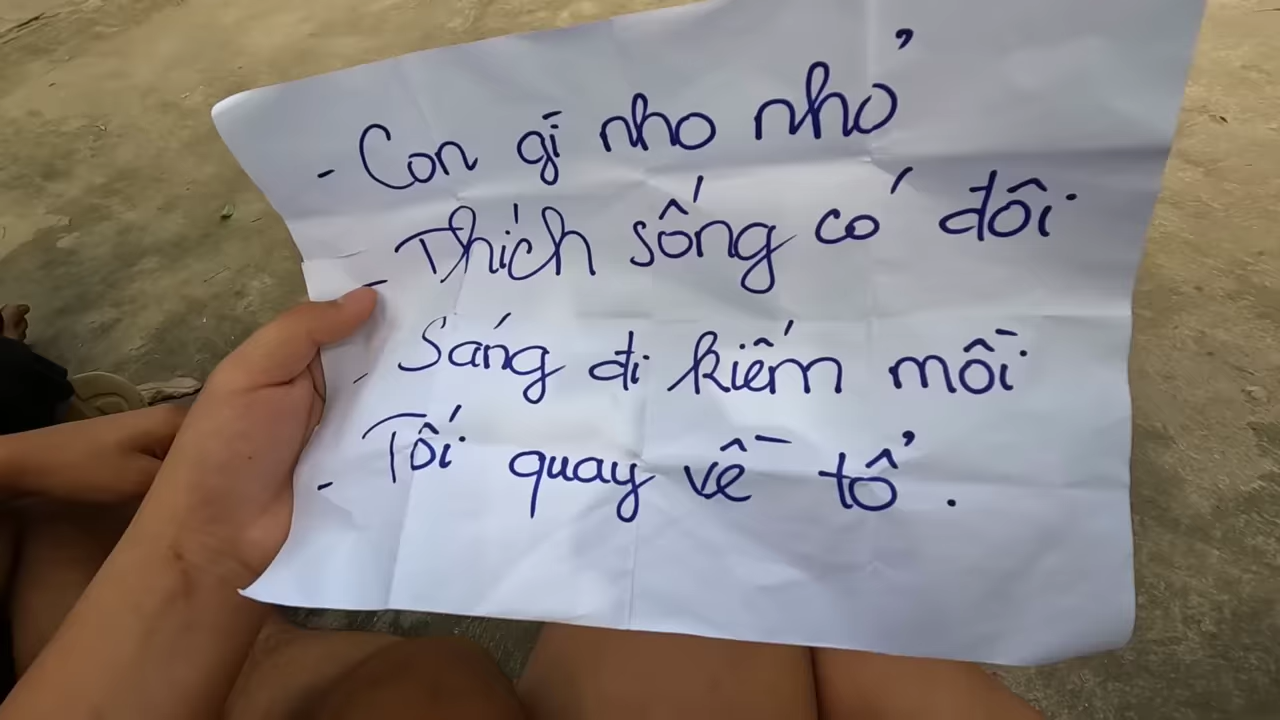 - Con gì nho nhỏ
- Thích sống có đôi
- Sáng đi kiếm mồi
- Tối quay về tổ.